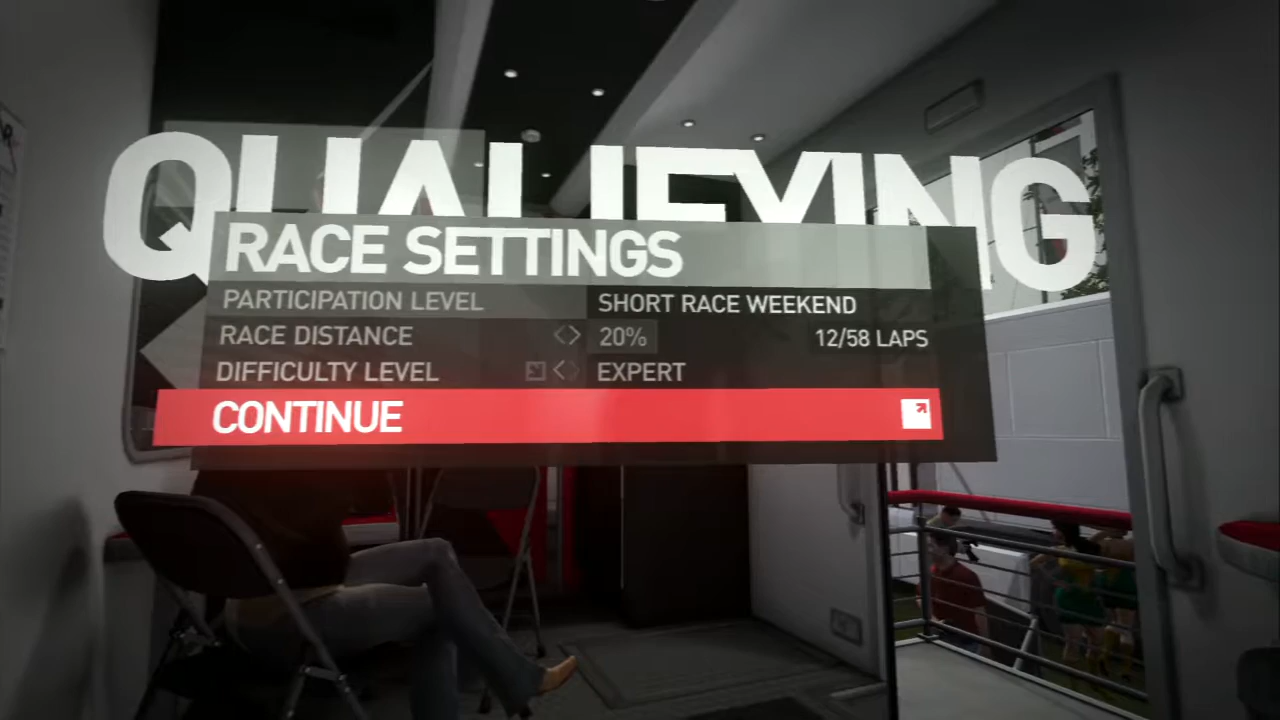 QUALIFYING
RACE SETTINGS
PARTICIPATION LEVEL SHORT RACE WEEKEND
RACE DISTANCE <> 20% 12/58 LAPS
DIFFICULTY LEVEL <> EXPERT
CONTINUE